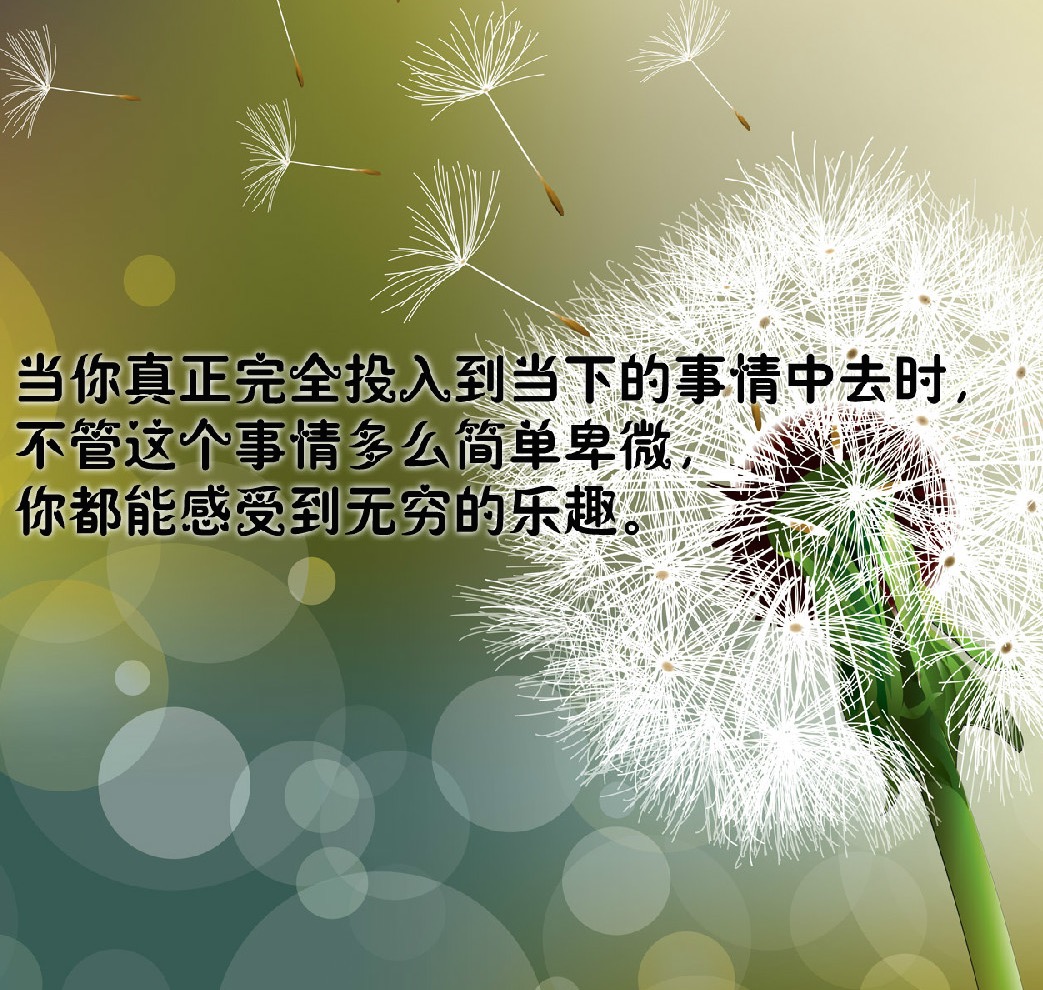 当你真正完全投入到当下的事情中去时，
不管这个事情多么简单卑微，
你都能感受到无穷的乐趣。